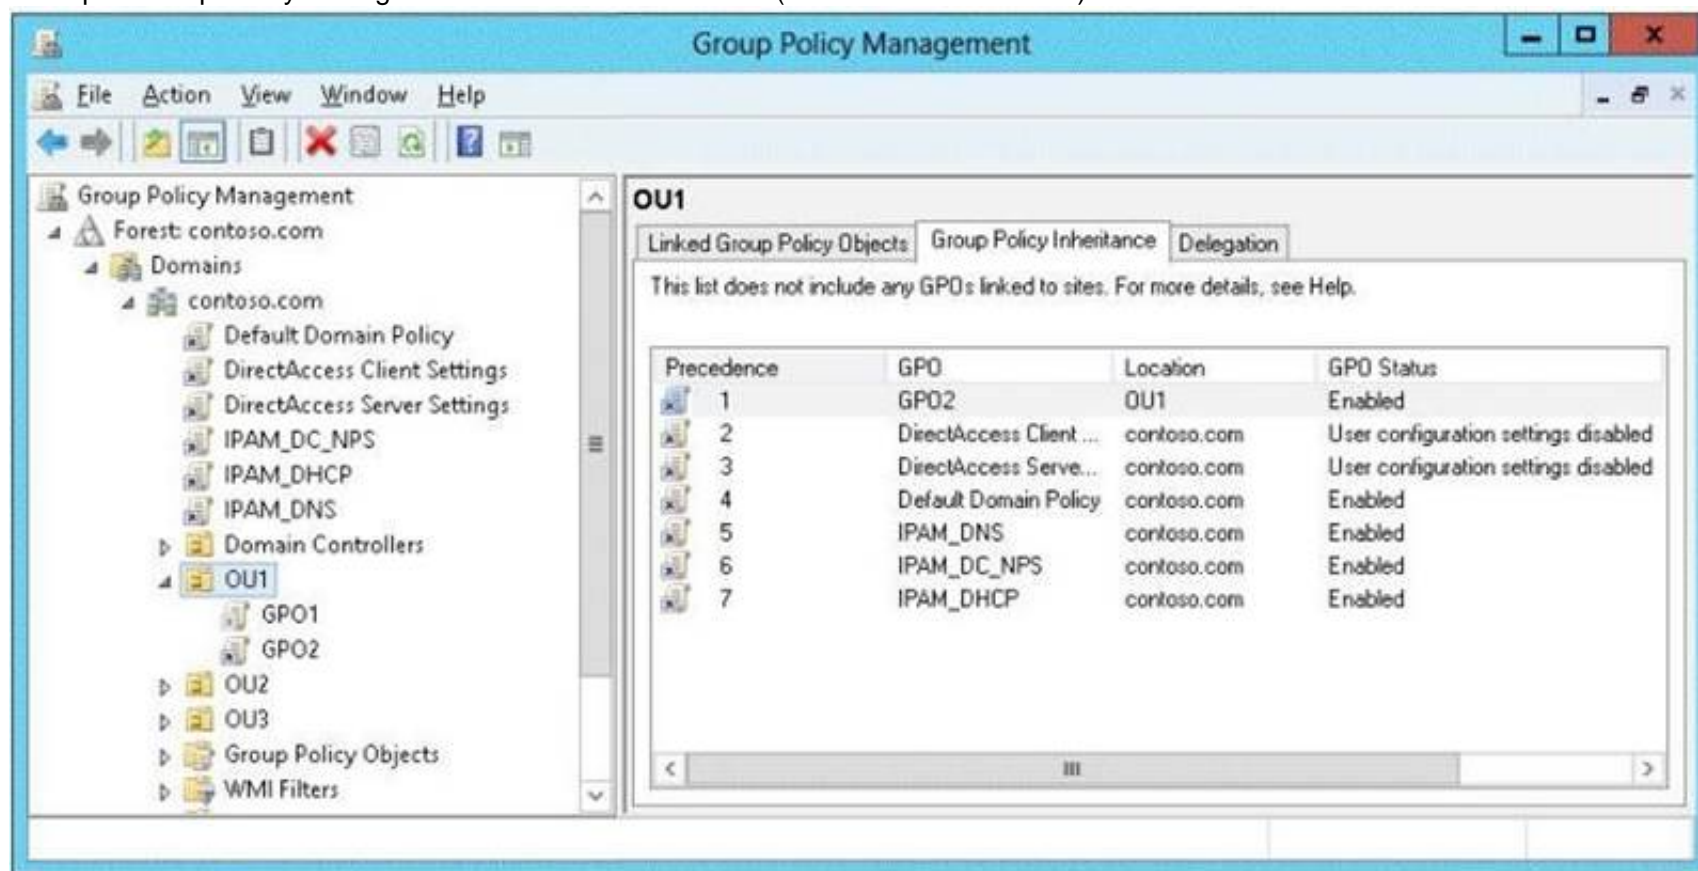 Group Policy Management
File Action View Window Help
Group Policy Management
Forest: contoso.com
Domains
contoso.com
Default Domain Policy
DirectAccess Client Settings
DirectAccess Server Settings
IPAM_DC_NPS
IPAM_DHCP
IPAM_DNS
Domain Controllers
OU1
GPO1
GPO2
OU2
OU3
Group Policy Objects
WMI Filters
OU1
Linked Group Policy Objects Group Policy Inheritance Delegation
This list does not include any GPOs linked to sites. For more details, see Help.
Precedence GPO Location GPO Status
1 GPO2 OU1 Enabled
2 DirectAccess Client ... contoso.com User configuration settings disabled
3 DirectAccess Serve... contoso.com User configuration settings disabled
4 Default Domain Policy contoso.com Enabled
5 IPAM_DNS contoso.com Enabled
6 IPAM_DC_NPS contoso.com Enabled
7 IPAM_DHCP contoso.com Enabled